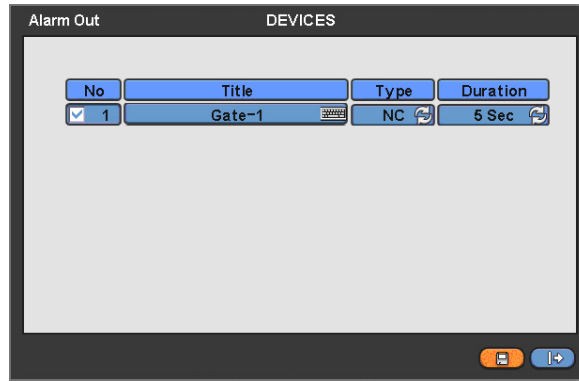 Alarm Out DEVICES
No Title Type Duration
1 Gate-1 NC 5 Sec